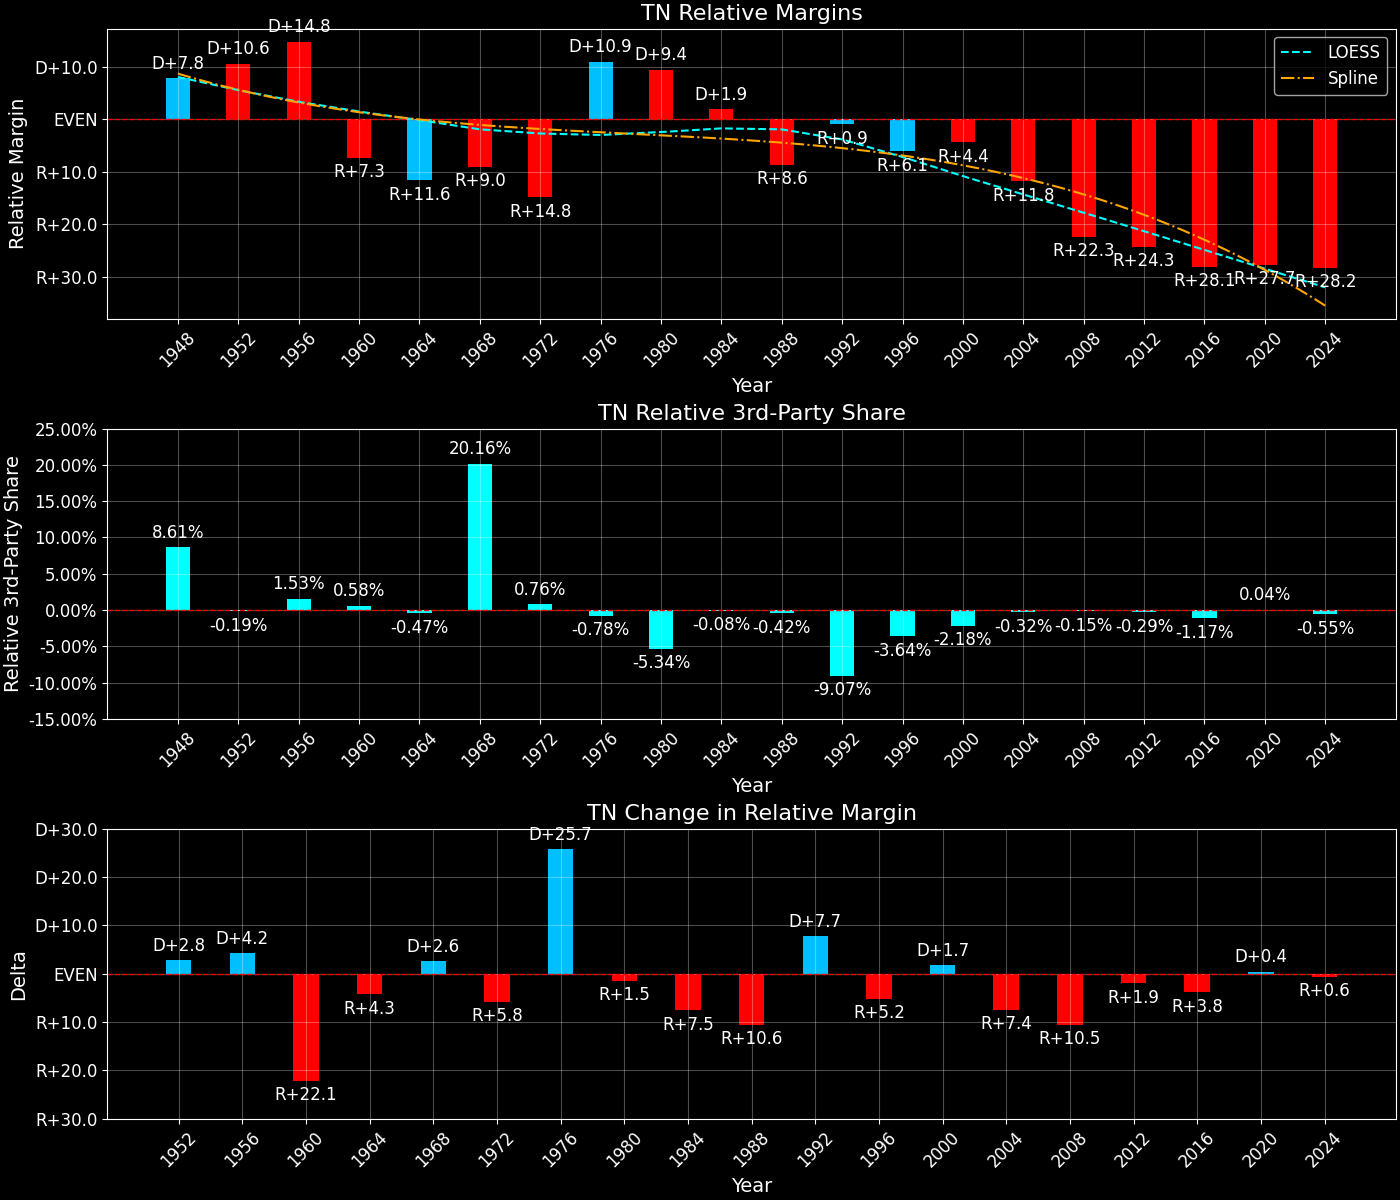 TN Relative Margins
Relative Margin
D+10.0
EVEN
R+10.0
R+20.0
R+30.0
D+7.8
D+10.6
D+14.8
R+7.3
R+11.6
R+9.0
R+14.8
D+10.9
D+9.4
D+1.9
R+8.6
R+0.9
R+6.1
R+4.4
R+11.8
R+22.3
R+24.3
R+28.1
R+27.7
R+28.2
LOESS
Spline
1948
1952
1956
1960
1964
1968
1972
1976
1980
1984
1988
1992
1996
2000
2004
2008
2012
2016
2020
2024
Year
TN Relative 3rd-Party Share
Relative 3rd-Party Share
25.00%
20.00%
15.00%
10.00%
5.00%
0.00%
-5.00%
-10.00%
-15.00%
8.61%
-0.19%
1.53%
0.58%
-0.47%
20.16%
0.76%
-0.78%
-5.34%
-0.08%
-0.42%
-9.07%
-3.64%
-2.18%
-0.32%
-0.15%
-0.29%
-1.17%
0.04%
-0.55%
1948
1952
1956
1960
1964
1968
1972
1976
1980
1984
1988
1992
1996
2000
2004
2008
2012
2016
2020
2024
Year
TN Change in Relative Margin
Delta
D+30.0
D+20.0
D+10.0
EVEN
R+10.0
R+20.0
R+30.0
D+2.8
D+4.2
R+22.1
R+4.3
D+2.6
R+5.8
D+25.7
R+1.5
R+7.5
R+10.6
D+7.7
R+5.2
D+1.7
R+7.4
R+10.5
R+1.9
R+3.8
D+0.4
R+0.6
1952
1956
1960
1964
1968
1972
1976
1980
1984
1988
1992
1996
2000
2004
2008
2012
2016
2020
2024
Year